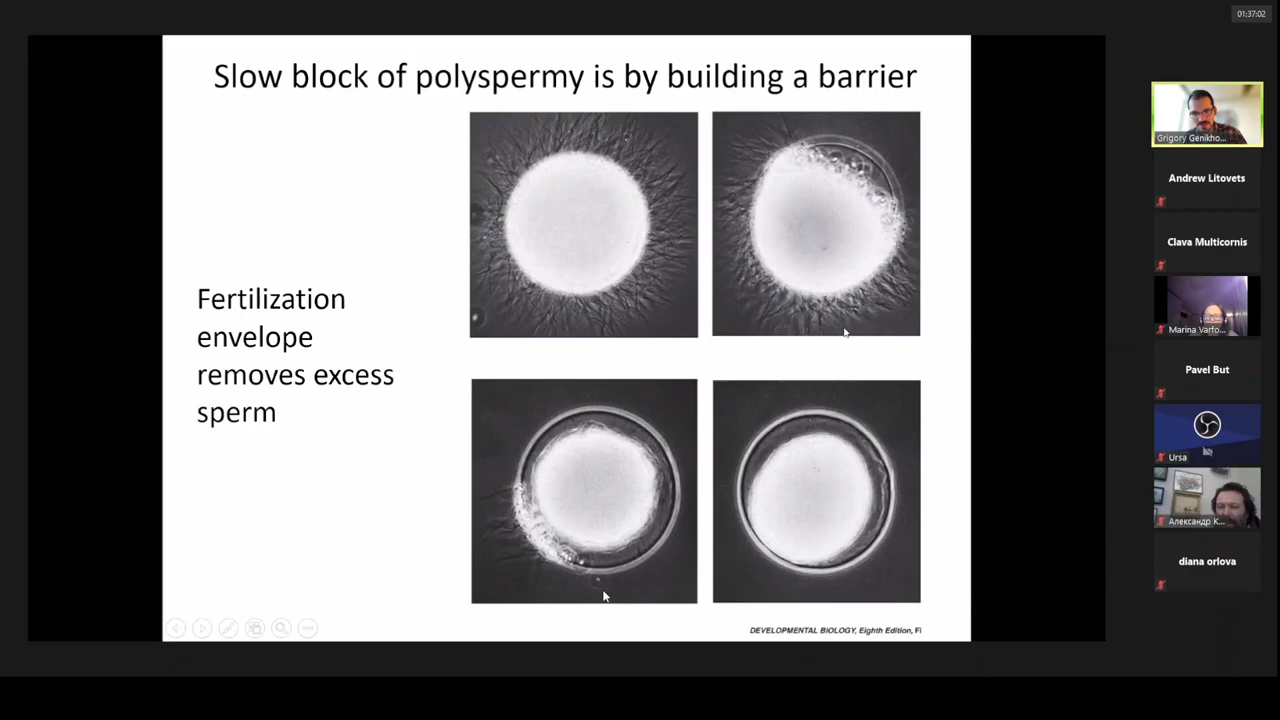 01:37:02
Slow block of polyspermy is by building a barrier
Fertilization
envelope
removes excess
sperm
DEVELOPMENTAL BIOLOGY, Eighth Edition, Fi
Grigory Genikho...
Andrew Litovets
Clava Multicornis
Marina Varfo...
Pavel But
Ursa
Александр К...
diana orlova